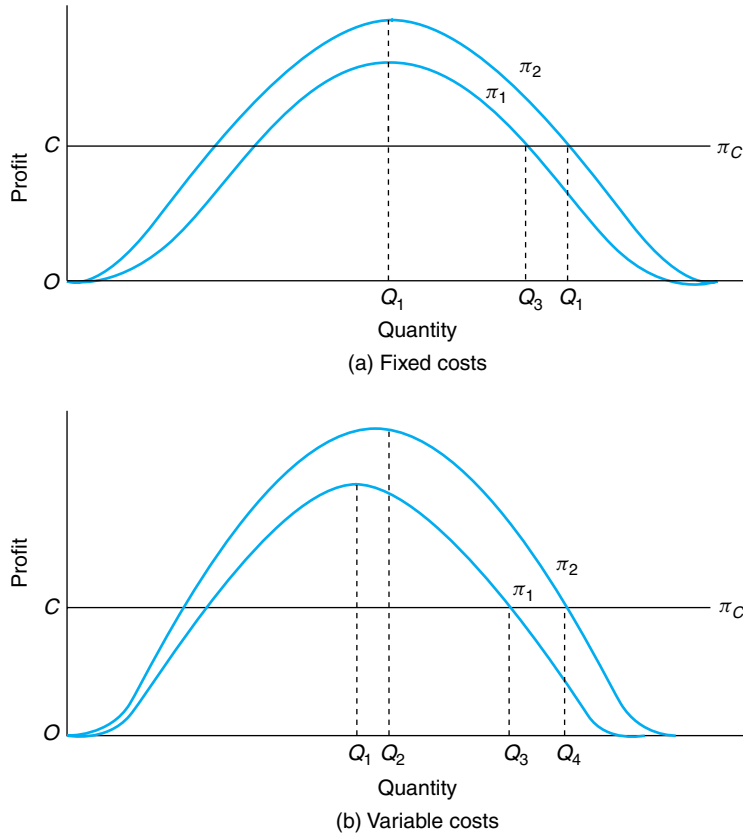 π2
π1
C
πC
Profit
O
Q1 Q3 Q1
Quantity
(a) Fixed costs
π2
π1
C
πC
Profit
O
Q1 Q2 Q3 Q4
Quantity
(b) Variable costs